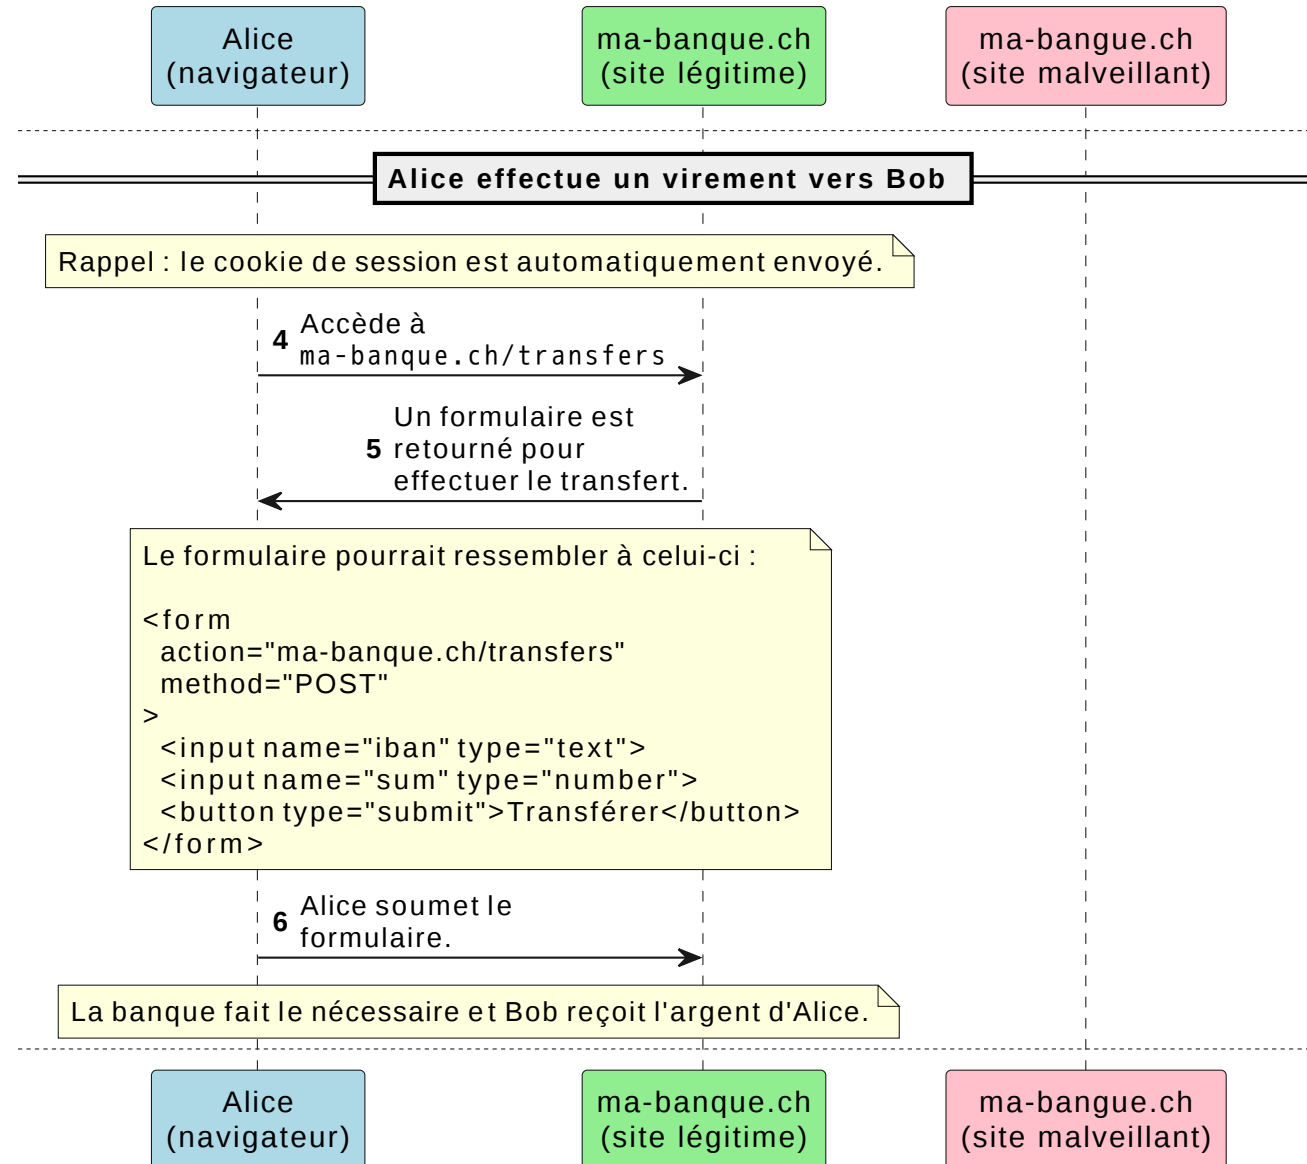 Alice
(navigateur)
ma-banque.ch
(site légitime)
ma-bangue.ch
(site malveillant)
Alice effectue un virement vers Bob
Rappel : le cookie de session est automatiquement envoyé.
4 Accède à
ma-banque.ch/transfers
Un formulaire est
5 retourné pour
effectuer le transfert.
Le formulaire pourrait ressembler à celui-ci :
<form
action="ma-banque.ch/transfers"
method="POST"
>
<input name="iban" type="text">
<input name="sum" type="number">
<button type="submit">Transférer</button>
</form>
6 Alice soumet le
formulaire.
La banque fait le nécessaire et Bob reçoit l'argent d'Alice.
Alice
(navigateur)
ma-banque.ch
(site légitime)
ma-bangue.ch
(site malveillant)